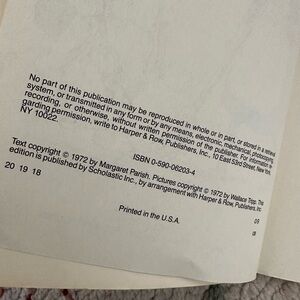 No part of this publication may be reproduced in whole or in part, or stored in a retrieval
system, or transmitted in any form or by any means, electronic, mechanical, photocopying,
recording, or otherwise, without written permission of the publisher. For information re-
garding permission, write to Harper & Row, Publishers, Inc., 10 East 53rd Street, New York,
NY 10022.
ISBN 0-590-06203-4
Text copyright © 1972 by Margaret Parish. Pictures copyright © 1972 by Wallace Tripp. This
edition is published by Scholastic Inc., by arrangement with Harper & Row, Publishers, Inc.
20 19 18
Printed in the U.S.A.